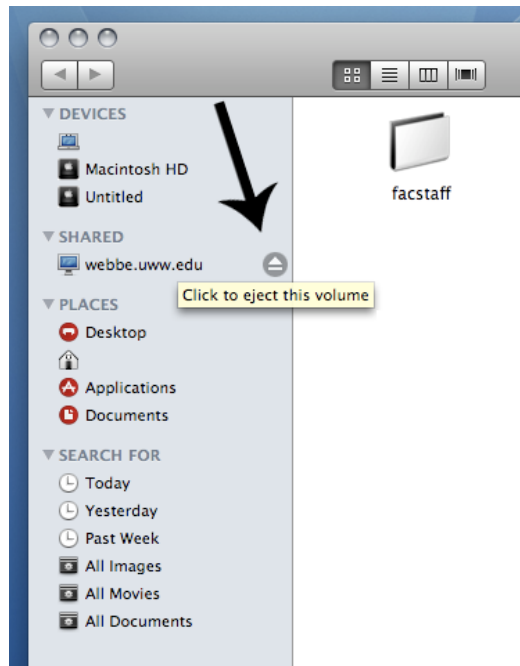 DEVICES
Macintosh HD
Untitled
SHARED
webbe.uww.edu
Click to eject this volume
PLACES
Desktop
Applications
Documents
SEARCH FOR
Today
Yesterday
Past Week
All Images
All Movies
All Documents
facstaff